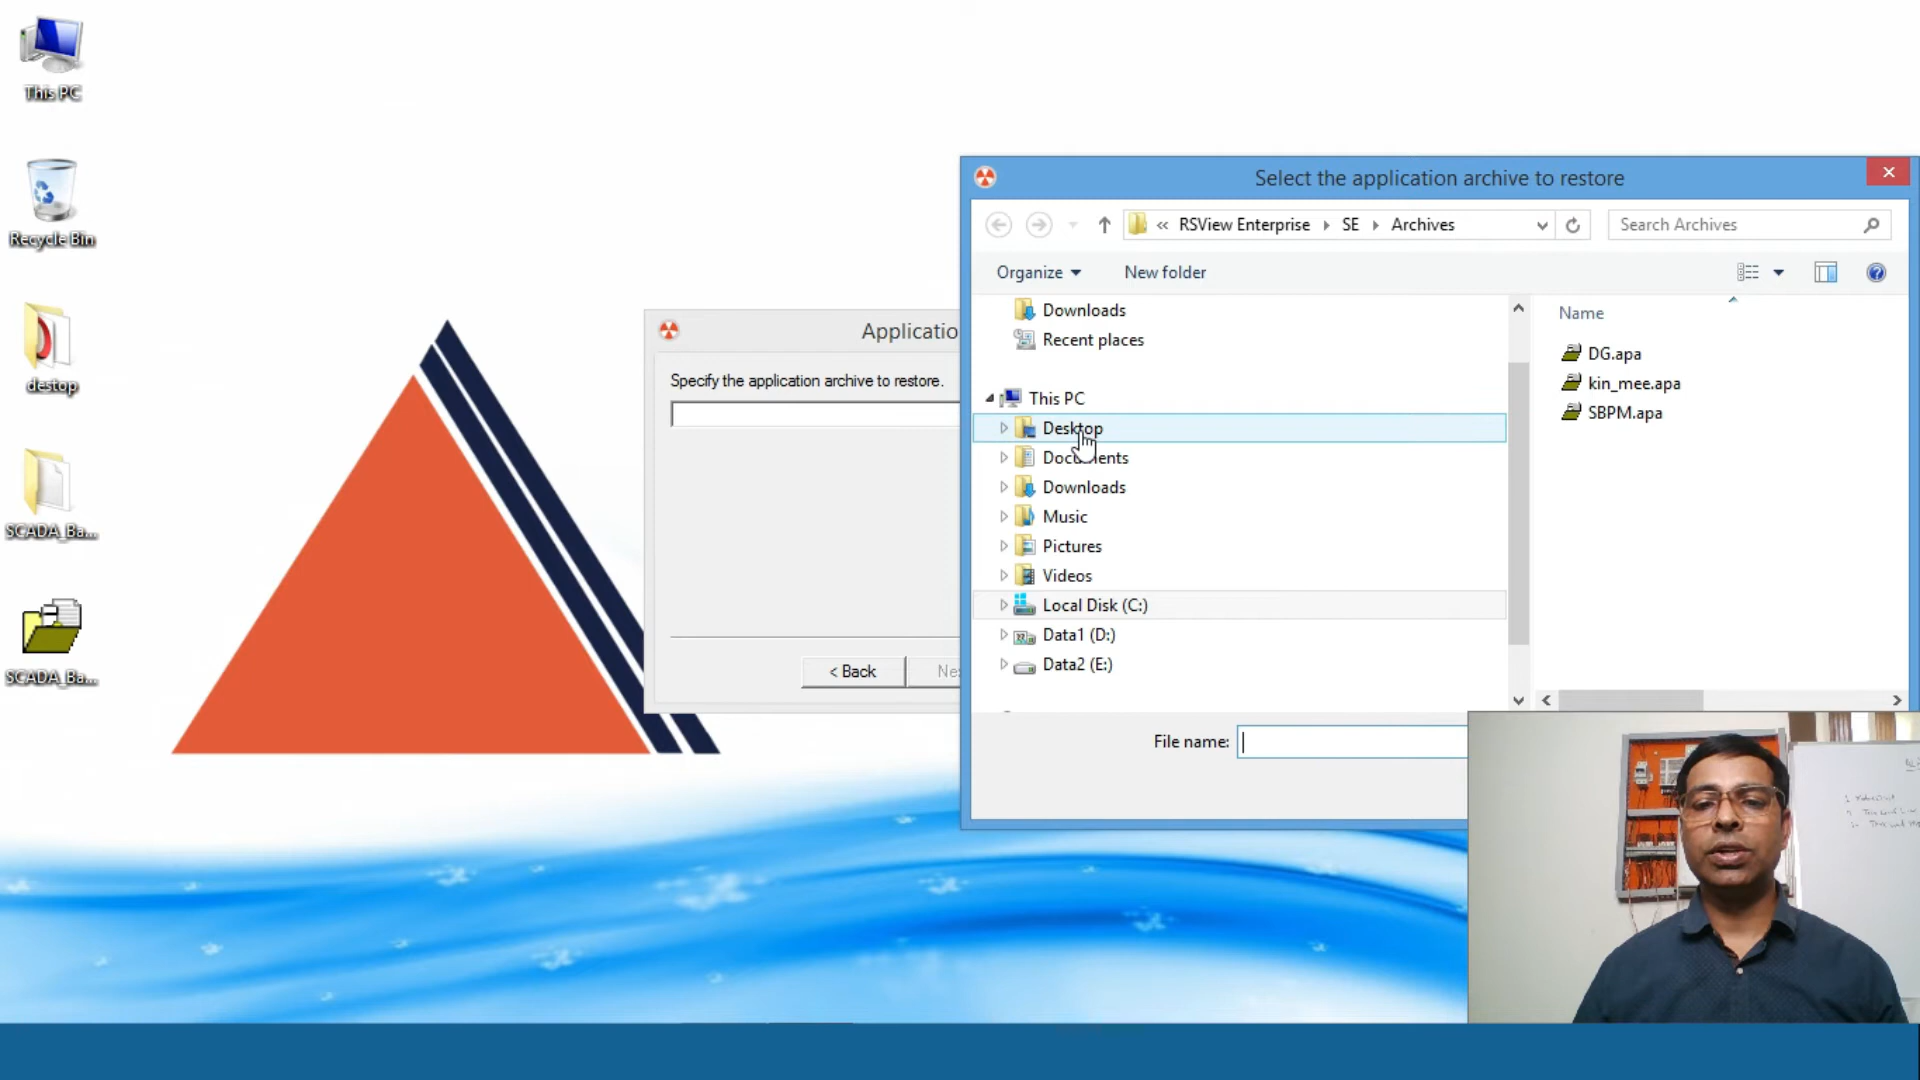 This PC
Recycle Bin
destop
SCADA_Ba...
SCADA_Ba...
Applicatio
Specify the application archive to restore.
< Back
Ne
Select the application archive to restore
« RSView Enterprise SE Archives
Search Archives
Organize
New folder
Downloads
Recent places
This PC
Desktop
Documents
Downloads
Music
Pictures
Videos
Local Disk (C:)
Data1 (D:)
Data2 (E:)
Name
DG.apa
kin_mee.apa
SBPM.apa
File name: